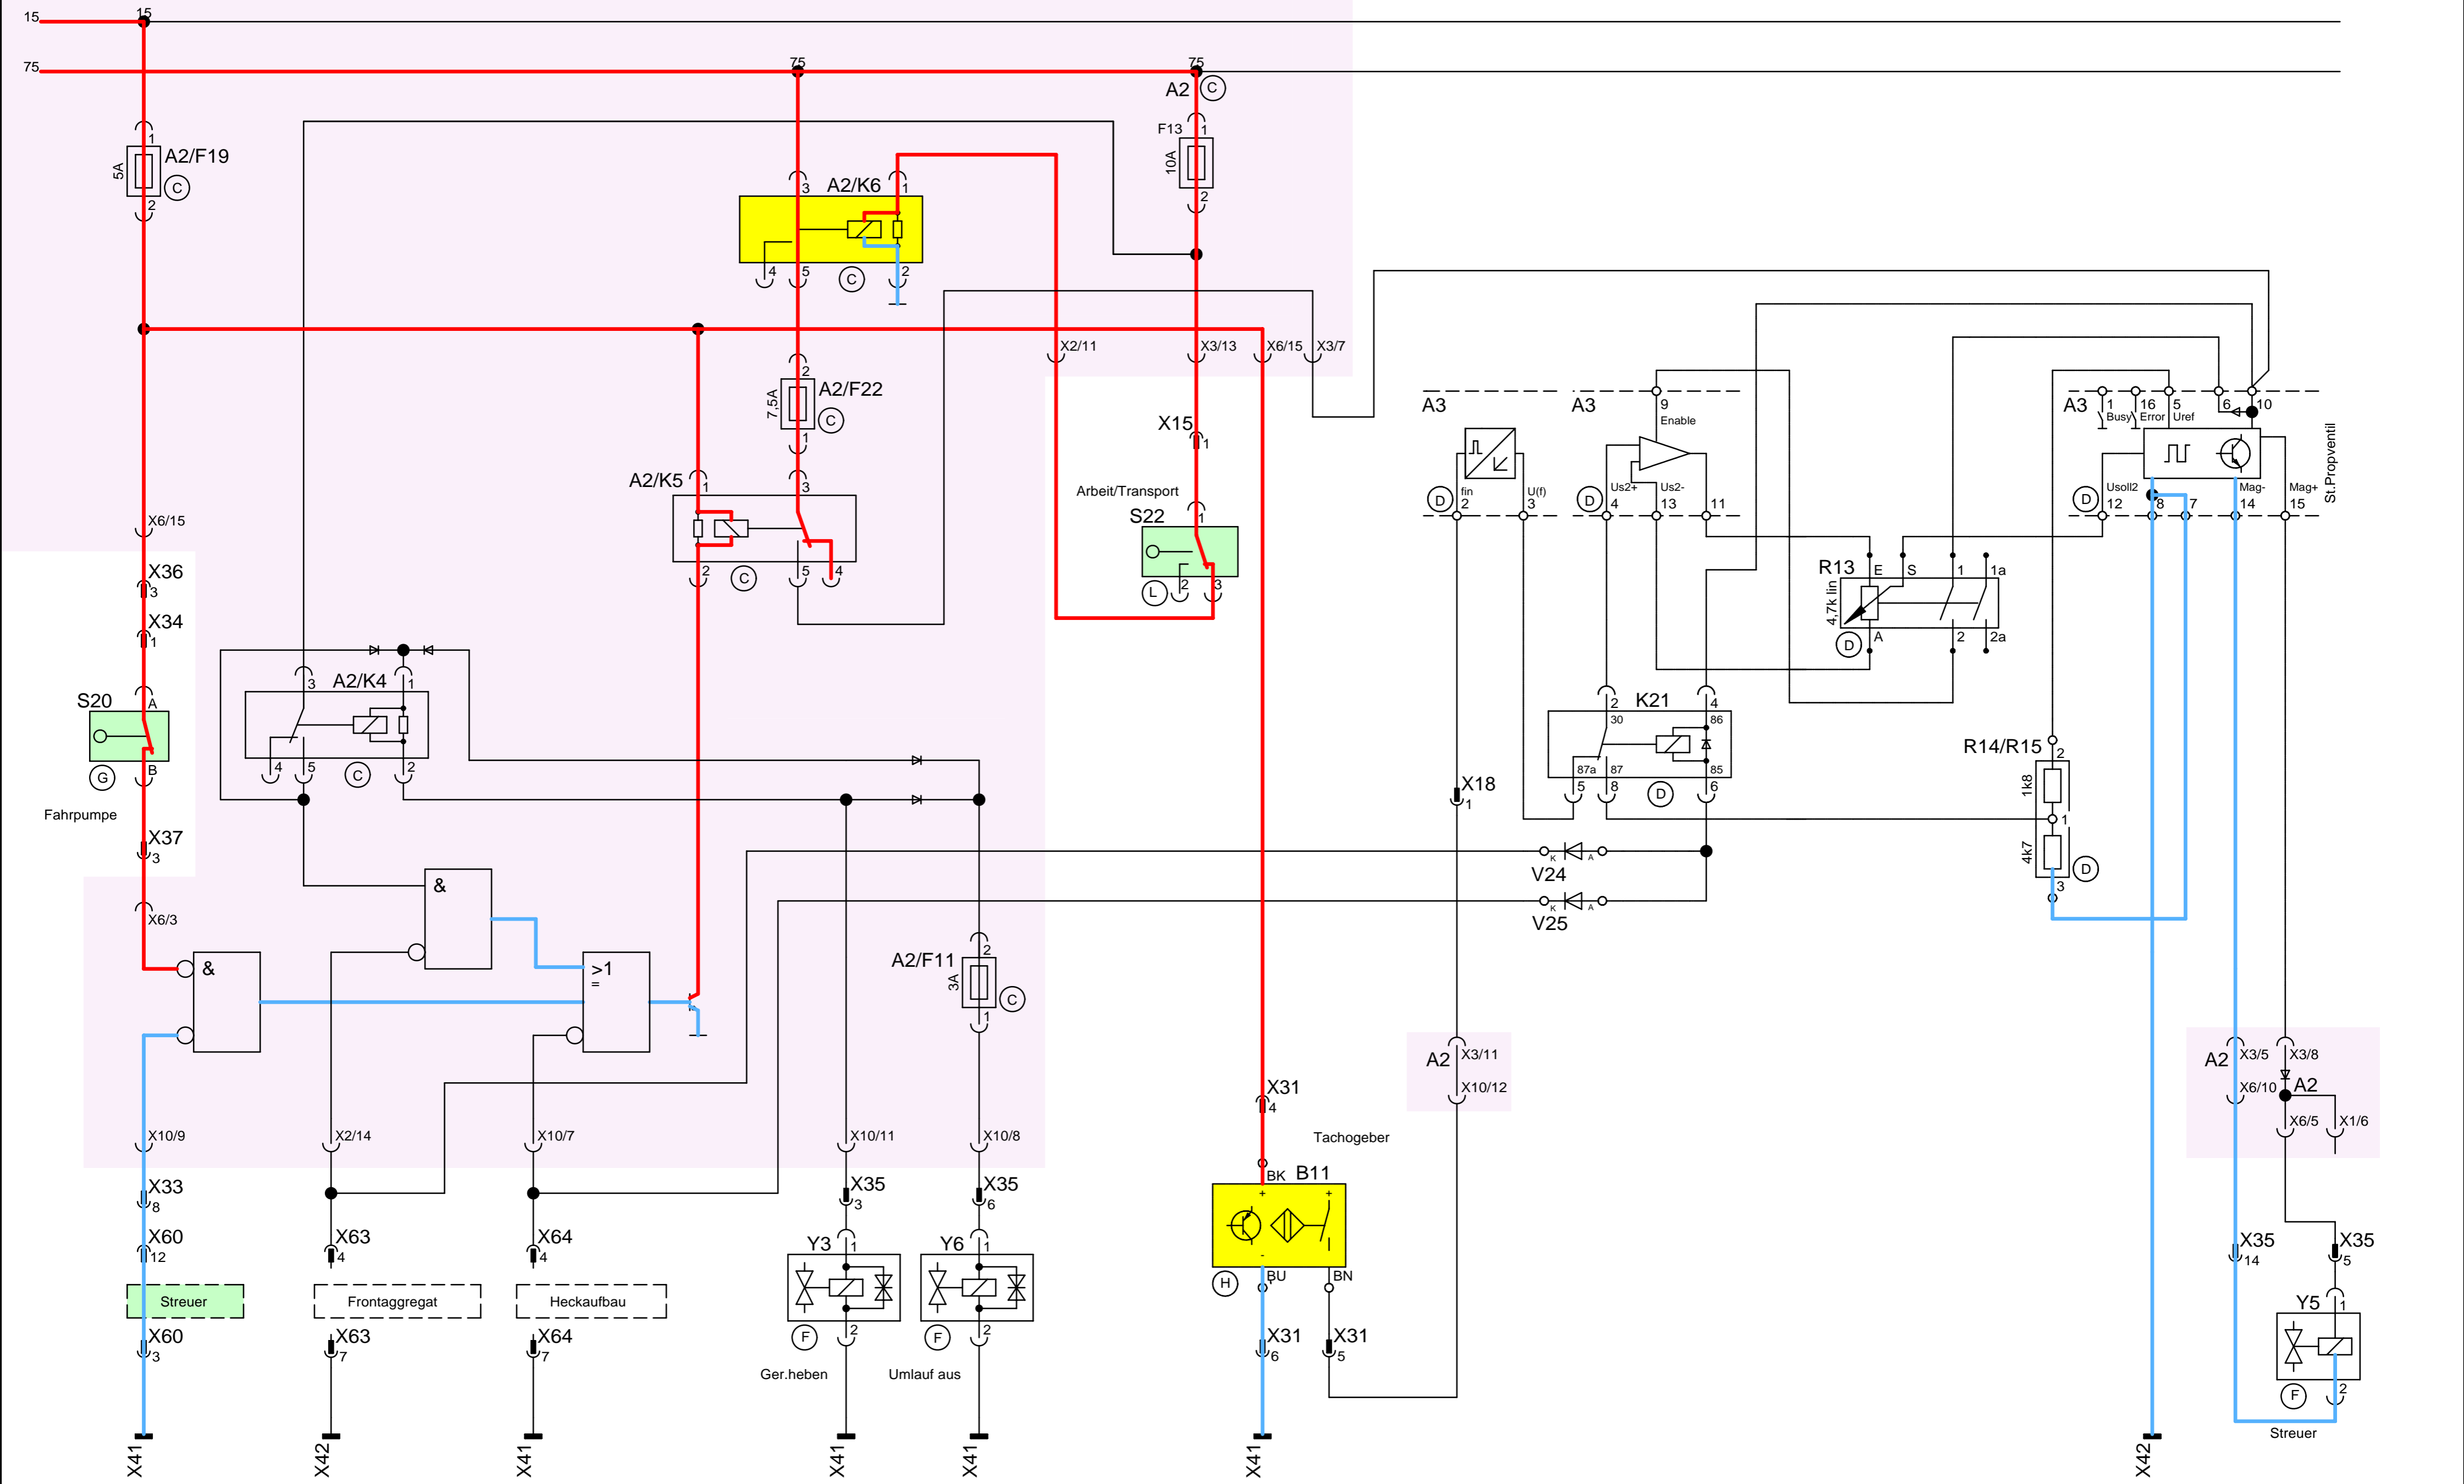 15 15
75 75 75
A2 C
A2/F19 5A 1 2 C
F13 10A 1 2
A2/K6 3 1 4 5 2 C
X2/11 X3/13 X6/15 X3/7
A2/F22 7,5A 2 1 C
A2/K5 1 3 2 5 4 C
X15 1
Arbeit/Transport
S22 1 2 3 L
X6/15
X36 3
X34 1
S20 A B G
Fahrpumpe
X37 3
X6/3
A2/K4 3 1 4 5 2 C
&
&
>1
=
A2/F11 3A 2 1 C
A3
D fin 2 U(f) 3
A3
9 Enable
D Us2+ 4 Us2- 13 11
A3
1 Busy 16 Error 5 Uref 6 10
D Usoll2 12 8 7 Mag- 14 Mag+ 15
St.Propventil
R13 4,7k lin E S 1 1a A 2 2a D
K21 2 30 4 86 87a 87 85 5 8 6 D
R14/R15 2 1k8 1 4k7 3 D
X18 1
V24 K A
V25 K A
A2 X3/11 X10/12
A2 X3/5 X3/8
X6/10 A2
X6/5 X1/6
X10/9 X2/14 X10/7 X10/11 X10/8
X33 8
X35 3
X35 6
X60 12
X63 4
X64 4
Streuer
Frontaggregat
Heckaufbau
X60 3
X63 7
X64 7
Y3 1 2 F
Y6 1 2 F
Ger.heben
Umlauf aus
X31 4
Tachogeber
BK B11
+ +
-
H BU BN
X31 6
X31 5
X35 14
X35 5
Y5 1 2 F
Streuer
X41 X42 X41 X41 X41 X41 X42